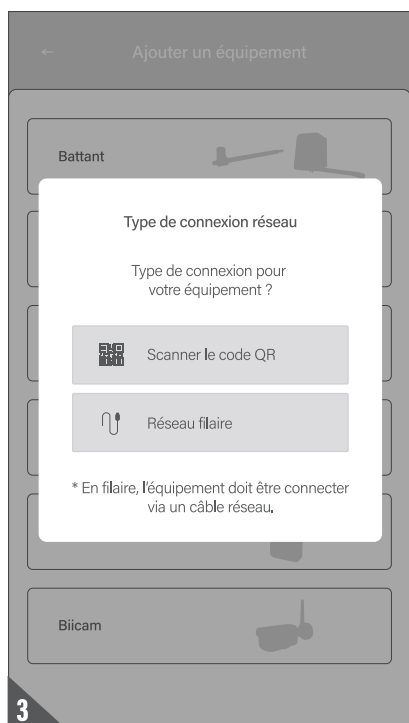 ← Ajouter un équipement
Battant
Type de connexion réseau
Type de connexion pour
votre équipement ?
Scanner le code QR
Réseau filaire
* En filaire, l'équipement doit être connecter
via un câble réseau.
Biicam
3